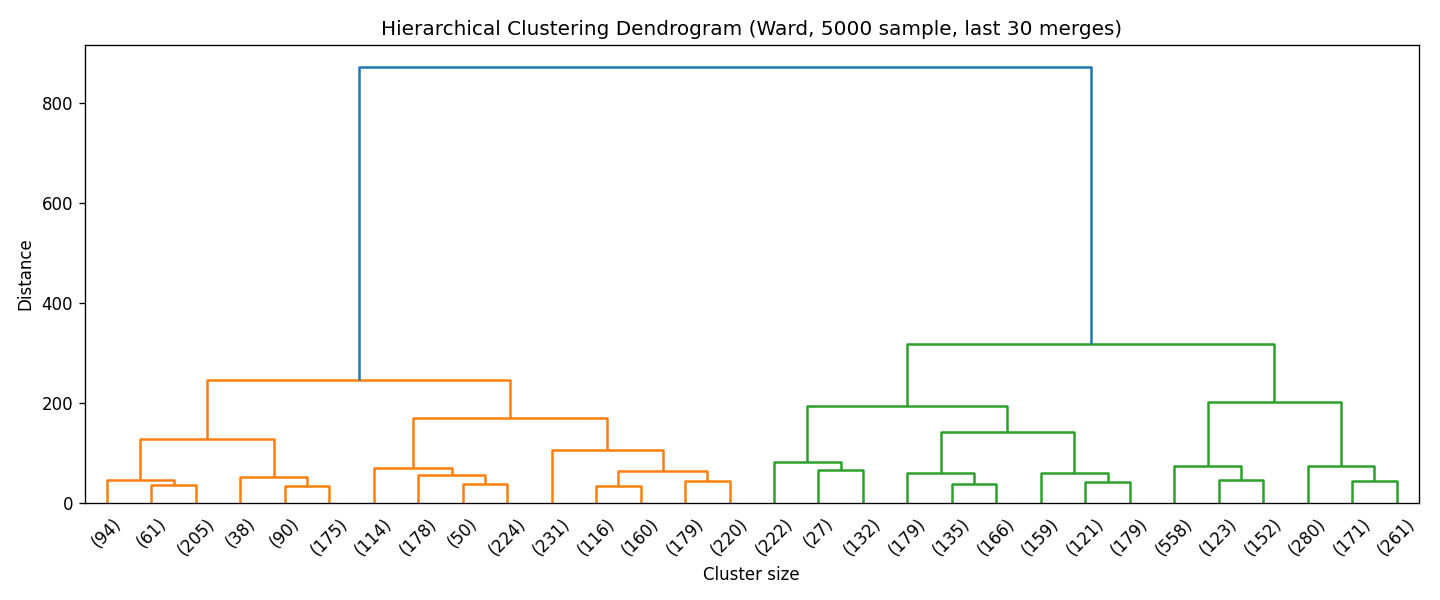 Hierarchical Clustering Dendrogram (Ward, 5000 sample, last 30 merges)
Distance
800
600
400
200
0
(94) (61) (205) (38) (90) (175) (114) (178) (50) (224) (231) (116) (160) (179) (220) (222) (27) (132) (179) (135) (166) (159) (121) (179) (558) (123) (152) (280) (171) (261)
Cluster size